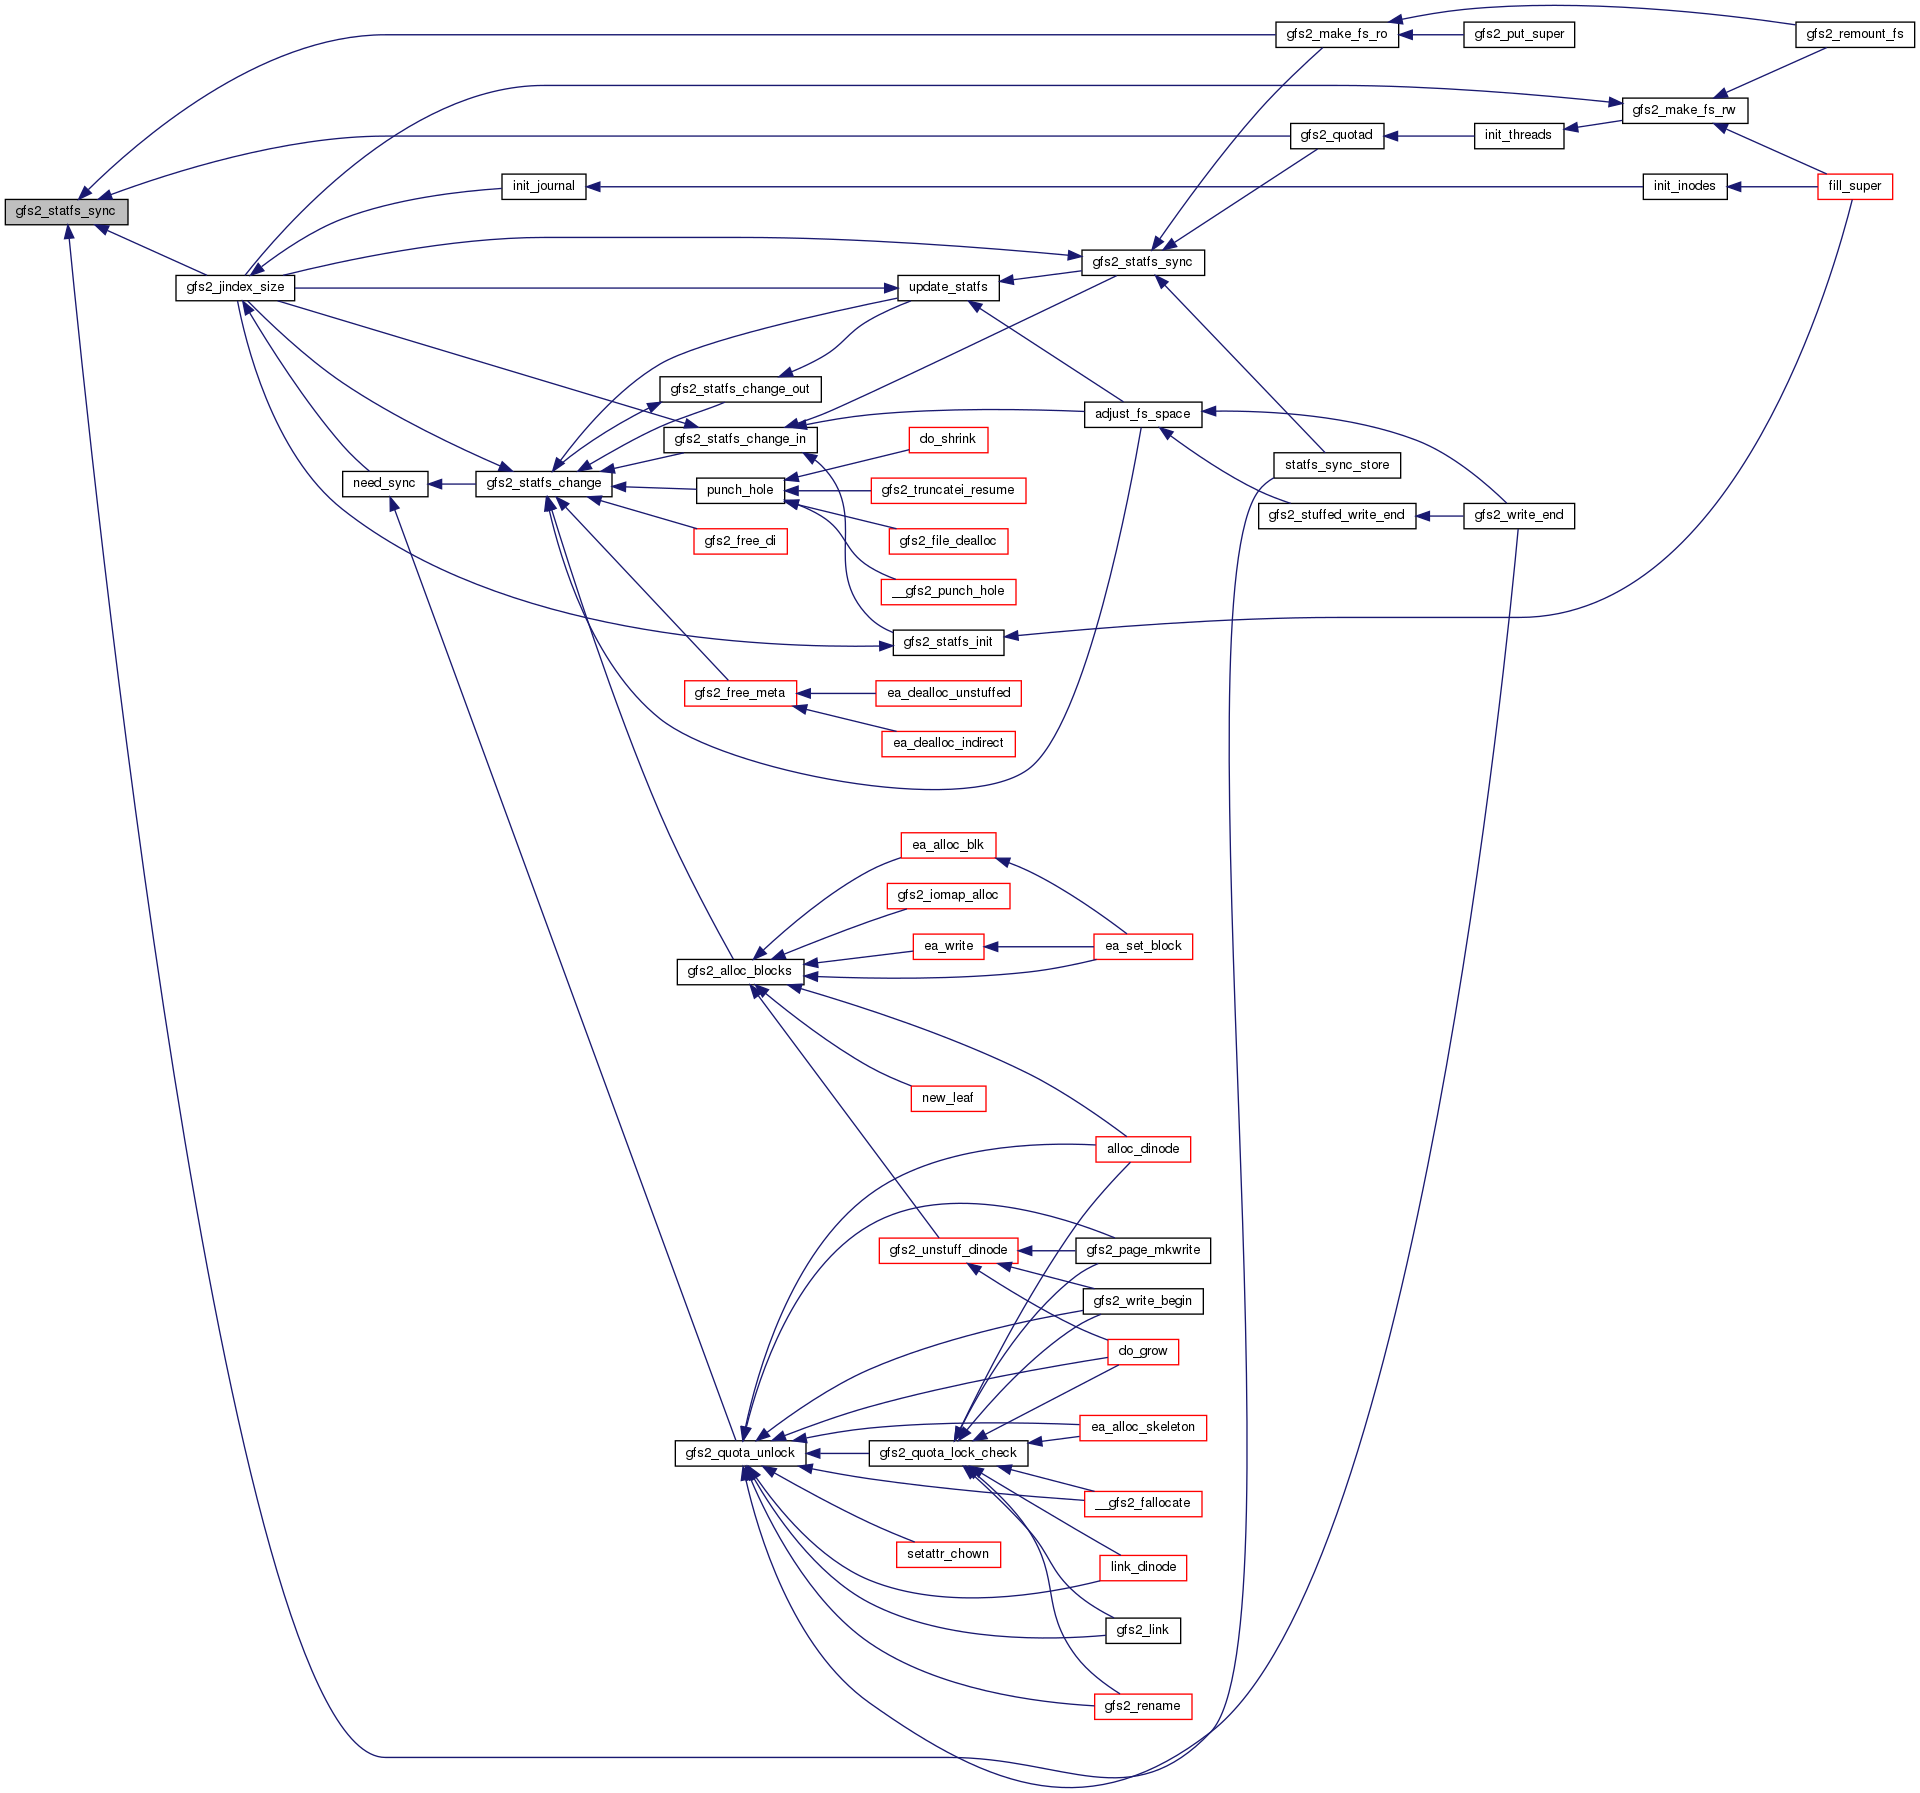 gfs2_make_fs_ro
gfs2_put_super
gfs2_remount_fs
gfs2_make_fs_rw
gfs2_quotad
init_threads
init_journal
init_inodes
fill_super
gfs2_statfs_sync
gfs2_statfs_sync
gfs2_jindex_size
update_statfs
gfs2_statfs_change_out
adjust_fs_space
gfs2_statfs_change_in
do_shrink
statfs_sync_store
need_sync
gfs2_statfs_change
punch_hole
gfs2_truncatei_resume
gfs2_stuffed_write_end
gfs2_write_end
gfs2_free_di
gfs2_file_dealloc
__gfs2_punch_hole
gfs2_statfs_init
gfs2_free_meta
ea_dealloc_unstuffed
ea_dealloc_indirect
ea_alloc_blk
gfs2_iomap_alloc
ea_write
ea_set_block
gfs2_alloc_blocks
new_leaf
alloc_dinode
gfs2_unstuff_dinode
gfs2_page_mkwrite
gfs2_write_begin
do_grow
ea_alloc_skeleton
gfs2_quota_unlock
gfs2_quota_lock_check
__gfs2_fallocate
setattr_chown
link_dinode
gfs2_link
gfs2_rename